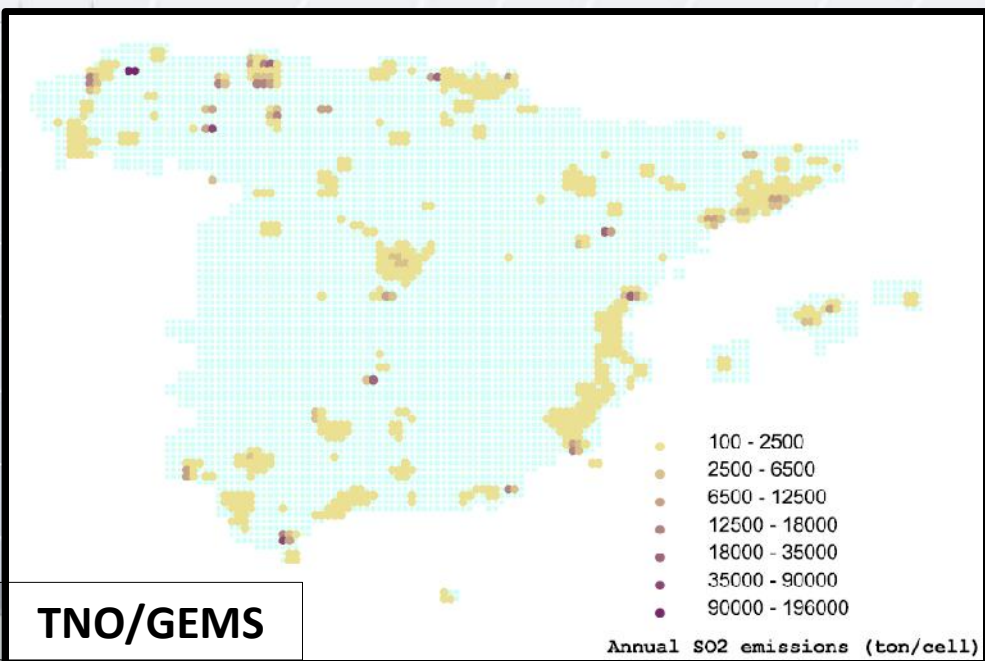 100 - 2500
2500 - 6500
6500 - 12500
12500 - 18000
18000 - 35000
35000 - 90000
90000 - 196000
TNO/GEMS
Annual SO2 emissions (ton/cell)